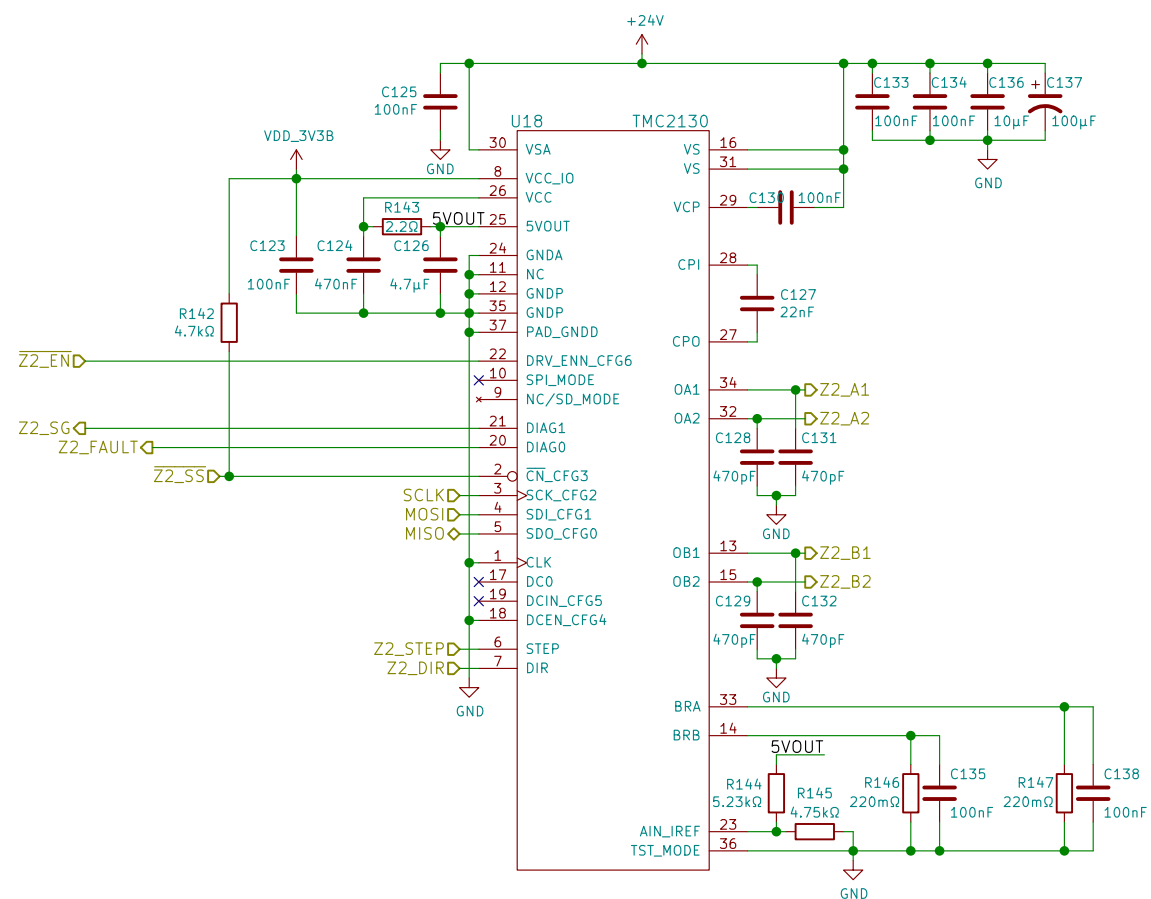 +24V
C125
100nF
GND
C133
100nF
C134
100nF
C136
10µF
+
C137
100µF
GND
VDD_3V3B
U18
TMC2130
30
VSA
8
VCC_IO
26
VCC
25
5VOUT
24
GNDA
11
NC
12
GNDP
35
GNDP
37
PAD_GNDD
22
DRV_ENN_CFG6
10
SPI_MODE
9
NC/SD_MODE
21
DIAG1
20
DIAG0
2
CN_CFG3
3
SCK_CFG2
4
SDI_CFG1
5
SDO_CFG0
1
CLK
17
DCO
19
DCIN_CFG5
18
DCEN_CFG4
6
STEP
7
DIR
R143
2.2Ω
5VOUT
C123
100nF
C124
470nF
C126
4.7µF
R142
4.7kΩ
Z2_EN
Z2_SG
Z2_FAULT
Z2_SS
SCLK
MOSI
MISO
Z2_STEP
Z2_DIR
GND
VS
16
VS
31
VCP
29
C130
100nF
CPI
28
C127
22nF
CPO
27
OA1
34
Z2_A1
OA2
32
Z2_A2
C128
470pF
C131
470pF
GND
OB1
13
Z2_B1
OB2
15
Z2_B2
C129
470pF
C132
470pF
GND
BRA
33
BRB
14
5VOUT
R144
5.23kΩ
R145
4.75kΩ
R146
220mΩ
C135
100nF
R147
220mΩ
C138
100nF
AIN_IREF
23
TST_MODE
36
GND